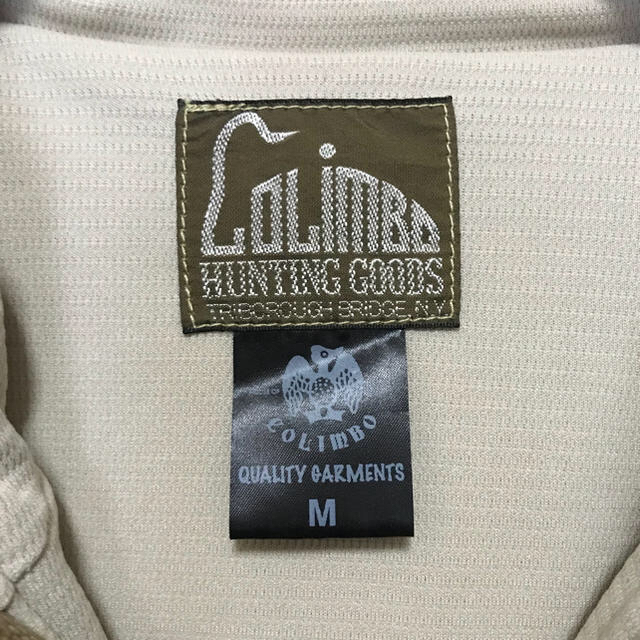 COLIMBO
HUNTING GOODS
TRIBOROUGH BRIDGE, N.Y.
COLIMBO
QUALITY GARMENTS
M